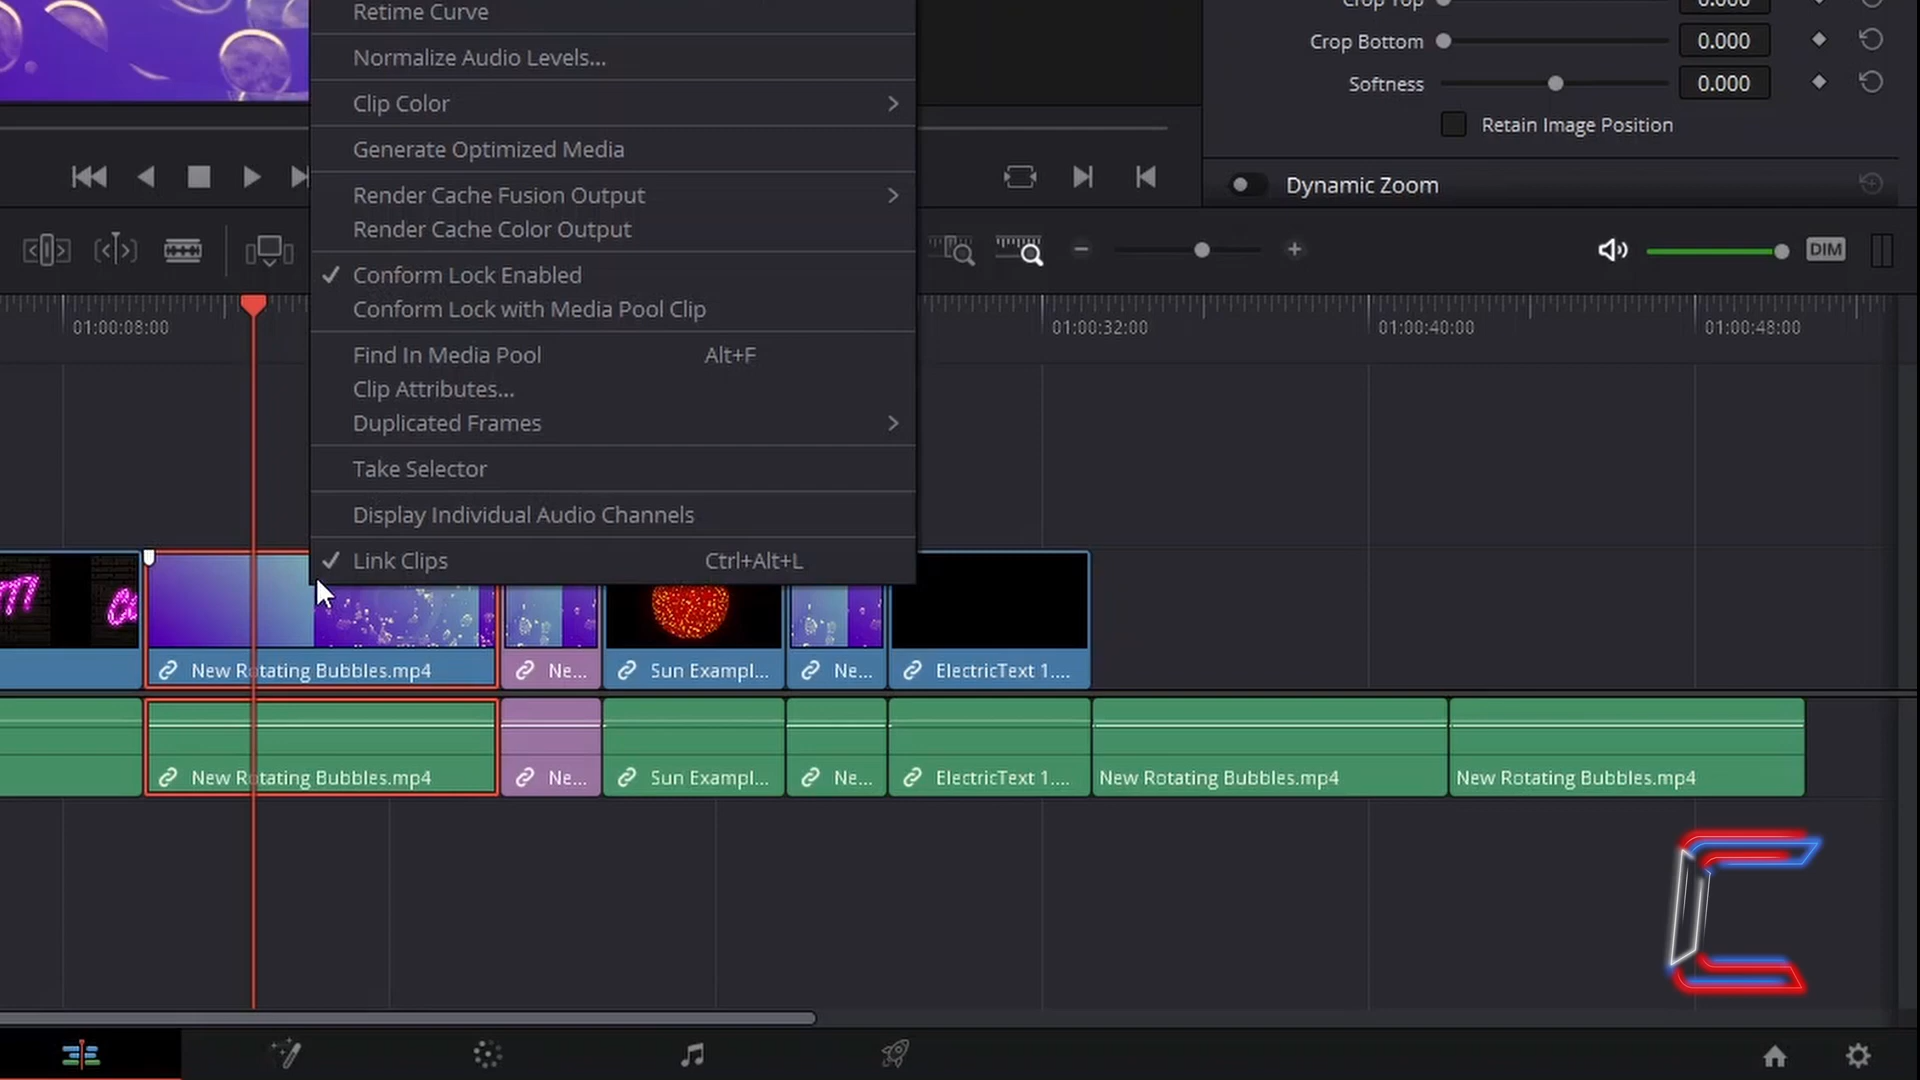 Retime Curve
Normalize Audio Levels...
Clip Color
Generate Optimized Media
Render Cache Fusion Output
Render Cache Color Output
Conform Lock Enabled
Conform Lock with Media Pool Clip
Find In Media Pool Alt+F
Clip Attributes...
Duplicated Frames
Take Selector
Display Individual Audio Channels
Link Clips Ctrl+Alt+L
Crop Top 0.000
Crop Bottom 0.000
Softness 0.000
Retain Image Position
Dynamic Zoom
DIM
01:00:08:00 01:00:32:00 01:00:40:00 01:00:48:00
New Rotating Bubbles.mp4 Ne... Sun Exampl... Ne... ElectricText 1....
New Rotating Bubbles.mp4 Ne... Sun Exampl... Ne... ElectricText 1.... New Rotating Bubbles.mp4 New Rotating Bubbles.mp4